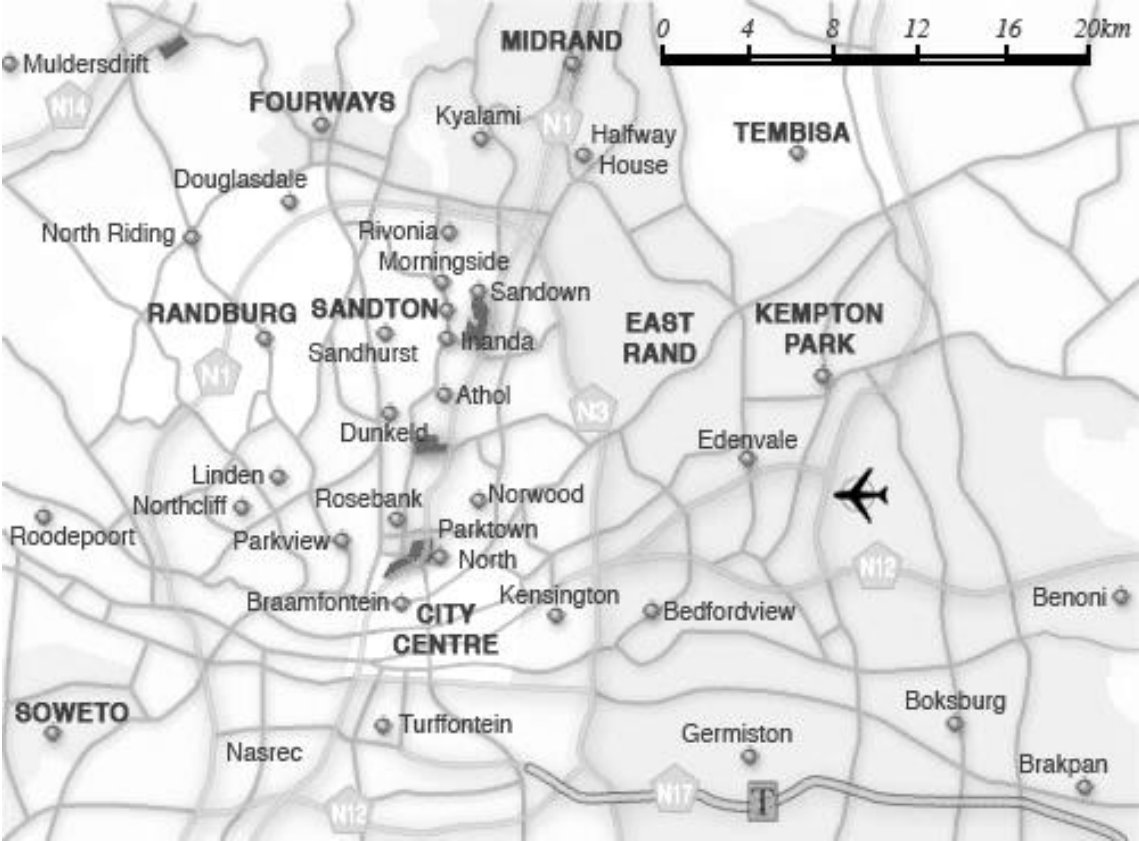 0 4 8 12 16 20km
MIDRAND
Muldersdrift
N14
FOURWAYS
Kyalami
N1
Halfway
House
TEMBISA
Douglasdale
North Riding
Rivonia
Morningside
Sandown
RANDBURG
SANDTON
Inanda
Sandhurst
EAST
RAND
KEMPTON
PARK
N1
Athol
N3
Dunkeld
Edenvale
Linden
Northcliff
Rosebank
Norwood
Roodepoort
Parkview
Parktown
North
N12
Braamfontein
CITY
CENTRE
Kensington
Bedfordview
Benoni
SOWETO
Turffontein
Nasrec
Germiston
Boksburg
Brakpan
N12
N17
T